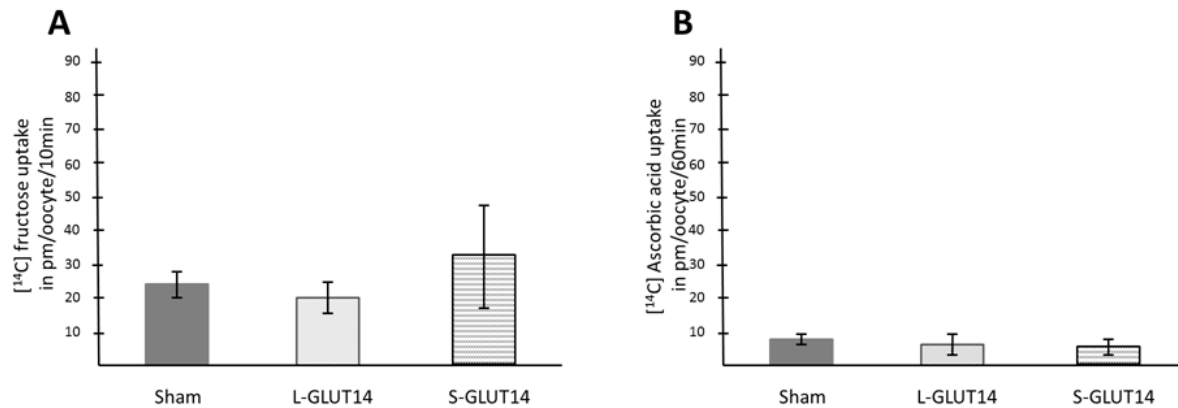 A
[¹⁴C] fructose uptake
in pm/oocyte/10min
90
80
70
60
50
40
30
20
10
Sham L-GLUT14 S-GLUT14
B
[¹⁴C] Ascorbic acid uptake
in pm/oocyte/60min
90
80
70
60
50
40
30
20
10
Sham L-GLUT14 S-GLUT14